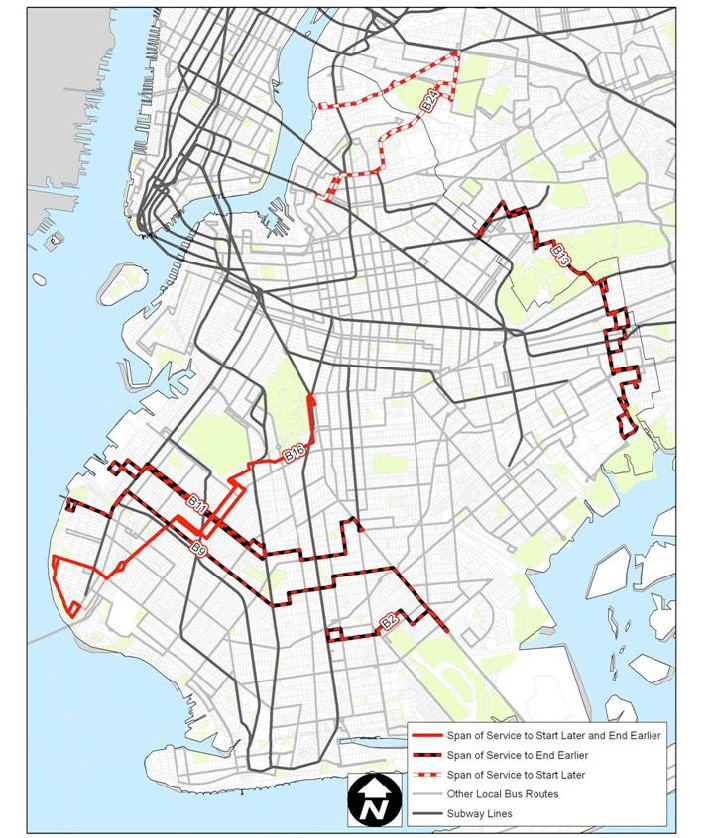 B24
B13
B16
B11
B9
B2
Span of Service to Start Later and End Earlier
Span of Service to End Earlier
Span of Service to Start Later
Other Local Bus Routes
Subway Lines
N